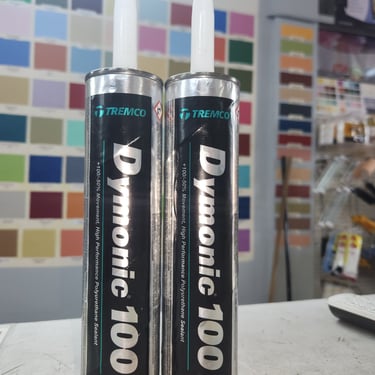 TREMCO
Dymonic 100
+100/-50% Movement, High Performance Polyurethane Sealant
TREMCO
Dymonic 100
+100/-50% Movement, High Performance Polyurethane Sealant